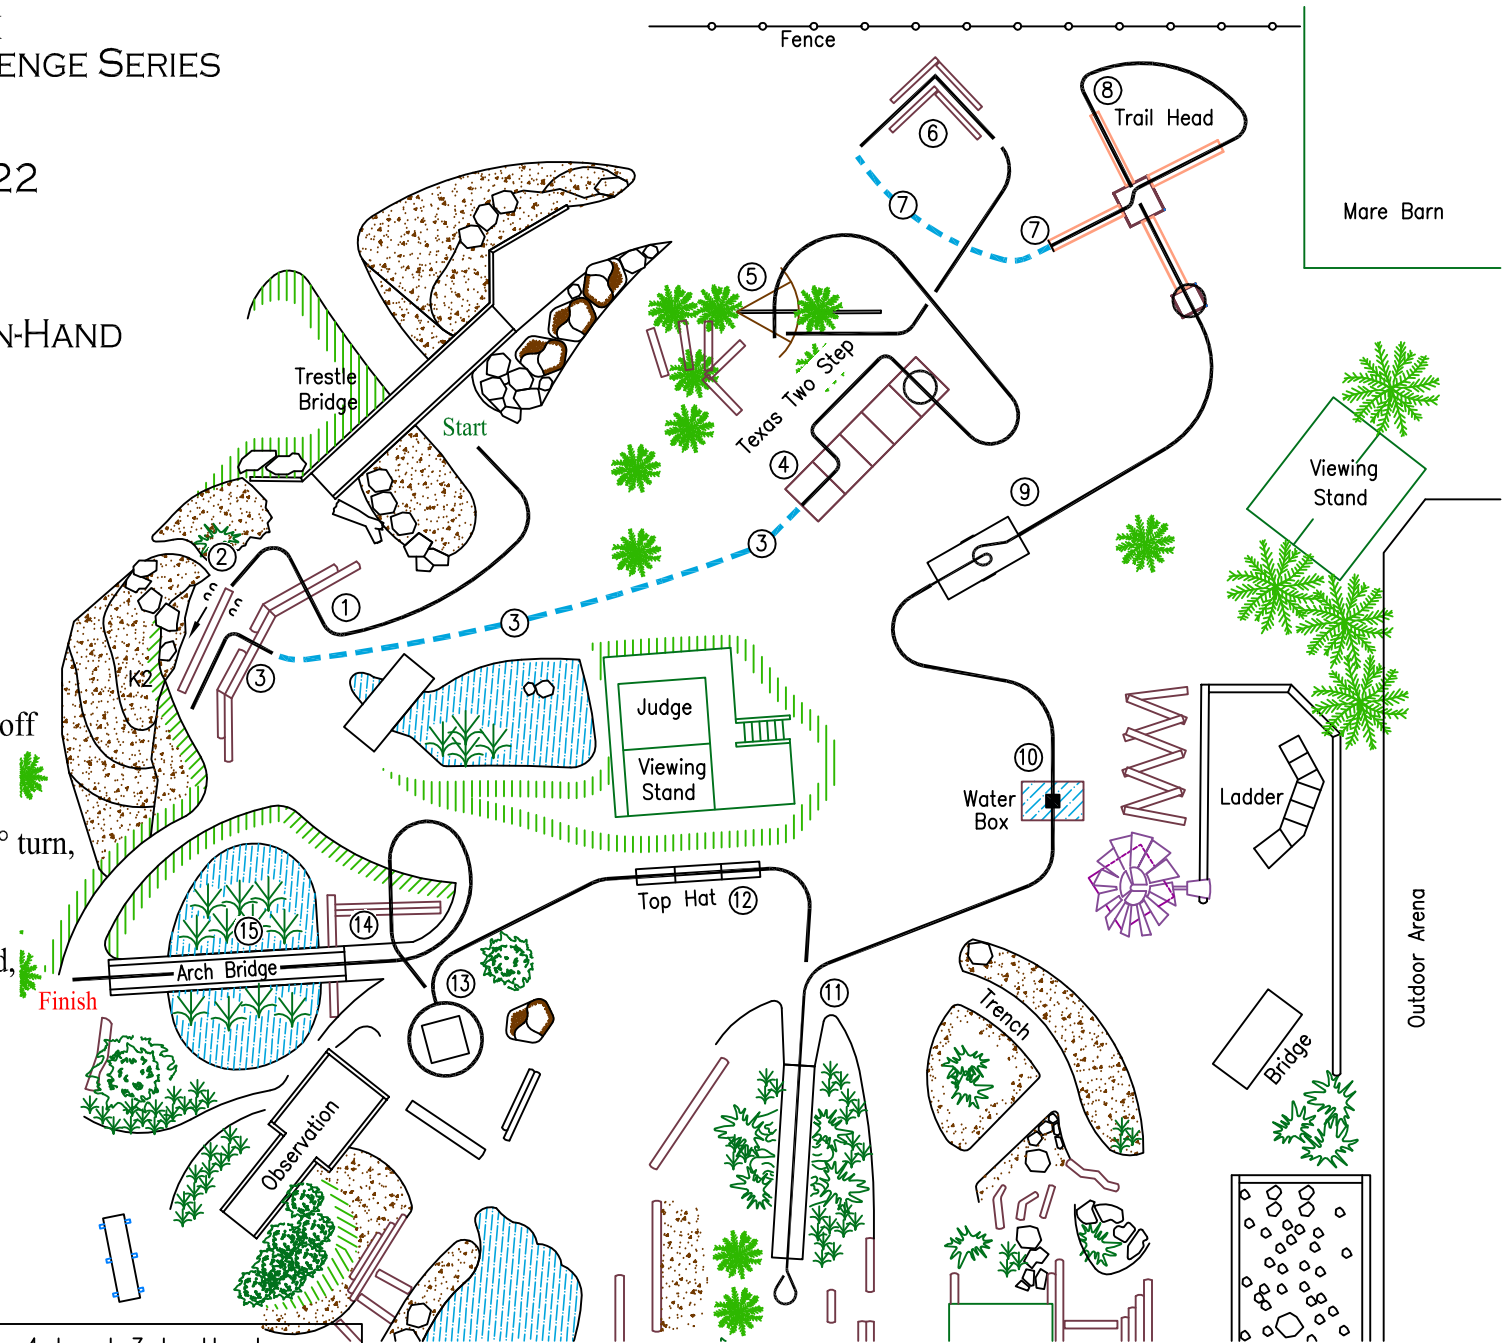 ENGE SERIES
22
N-HAND
off
° turn,
d,
Fence
6
8
Trail Head
7
7
Mare Barn
5
Trestle
Bridge
Start
Texas Two Step
4
Viewing
Stand
9
3
2
1
3
3
K2
Judge
Viewing
Stand
10
Water
Box
Ladder
Top Hat
12
14
15
Arch Bridge
Finish
13
11
Trench
Bridge
Outdoor Arena
Observation